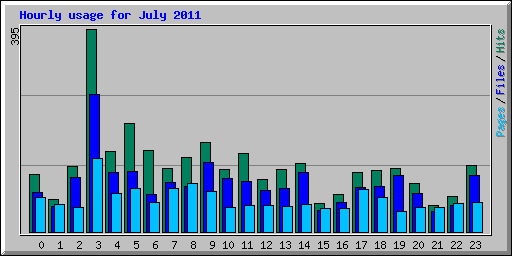 Hourly usage for July 2011
395
Pages / Files / Hits
0 1 2 3 4 5 6 7 8 9 10 11 12 13 14 15 16 17 18 19 20 21 22 23